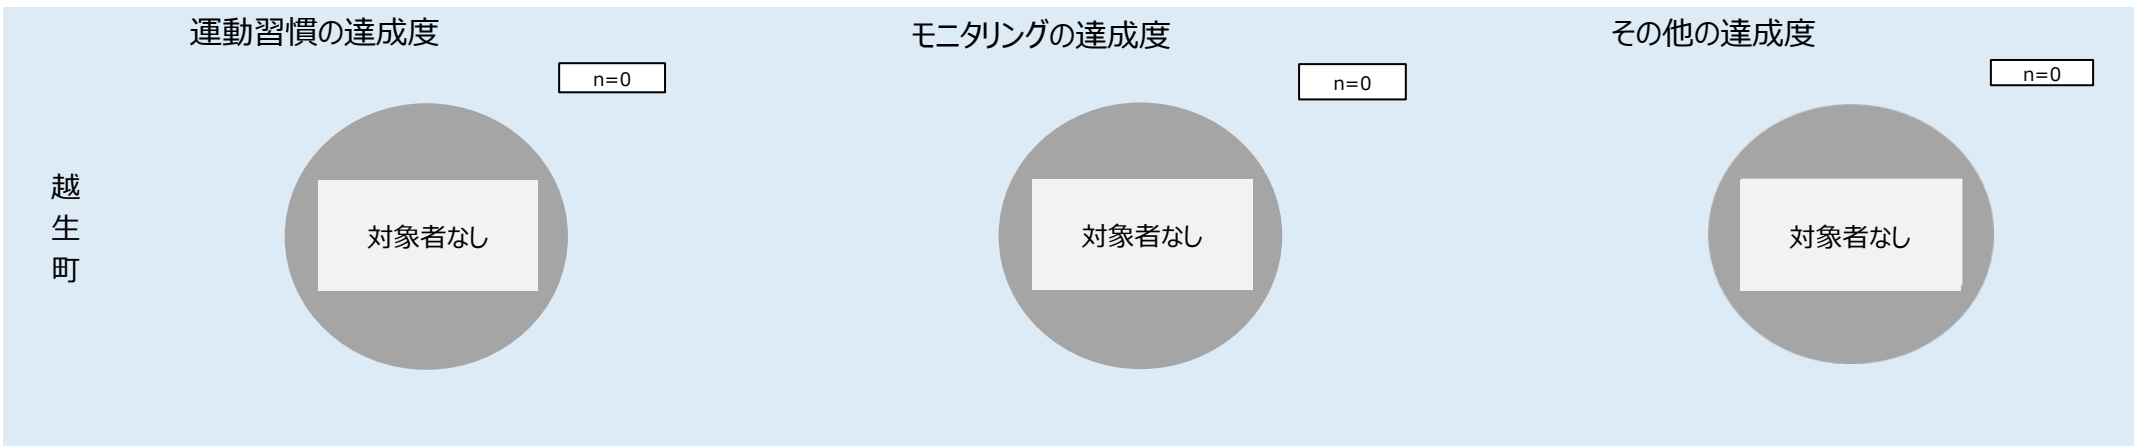 運動習慣の達成度
モニタリングの達成度
その他の達成度
n=0
n=0
n=0
越生町
対象者なし
対象者なし
対象者なし